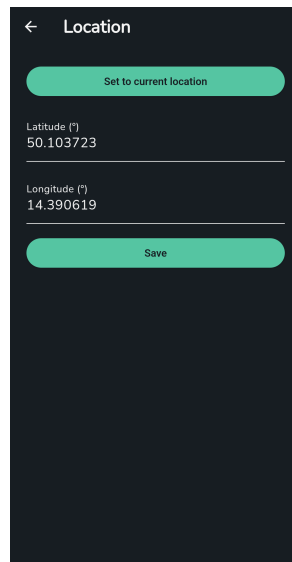 Location
Set to current location
Latitude (°)
50.103723
Longitude (°)
14.390619
Save